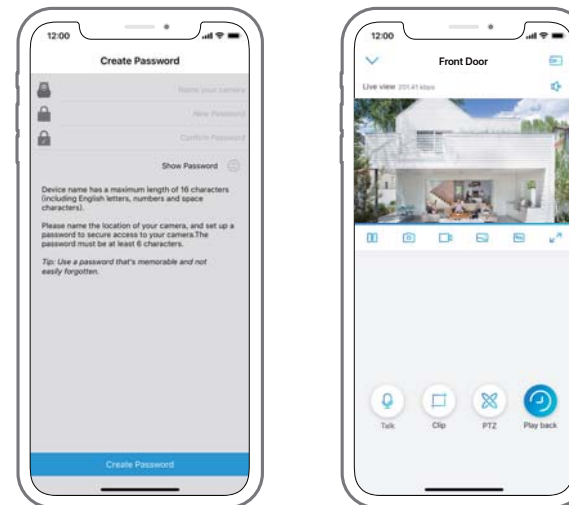 12:00
Create Password
Name your camera
New Password
Confirm Password
Show Password
Device name has a maximum length of 16 characters
(including English letters, numbers and space
characters).
Please name the location of your camera, and set up a
password to secure access to your camera.The
password must be at least 6 characters.
Tip: Use a password that's memorable and not
easily forgotten.
Create Password
12:00
Front Door
Live view 201.41 kbps
Talk
Clip
PTZ
Play back